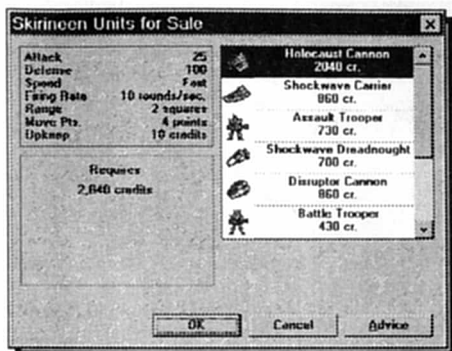 Skirineen Units for Sale
Attack 25
Defense 100
Speed Fast
Firing Rate 10 rounds/sec.
Range 2 squares
Move Pts. 4 points
Upkeep 10 credits
Requires
2,040 credits
Holocaust Cannon
2040 cr.
Shockwave Carrier
860 cr.
Assault Trooper
730 cr.
Shockwave Dreadnought
700 cr.
Disruptor Cannon
860 cr.
Battle Trooper
430 cr.
OK Cancel Advice